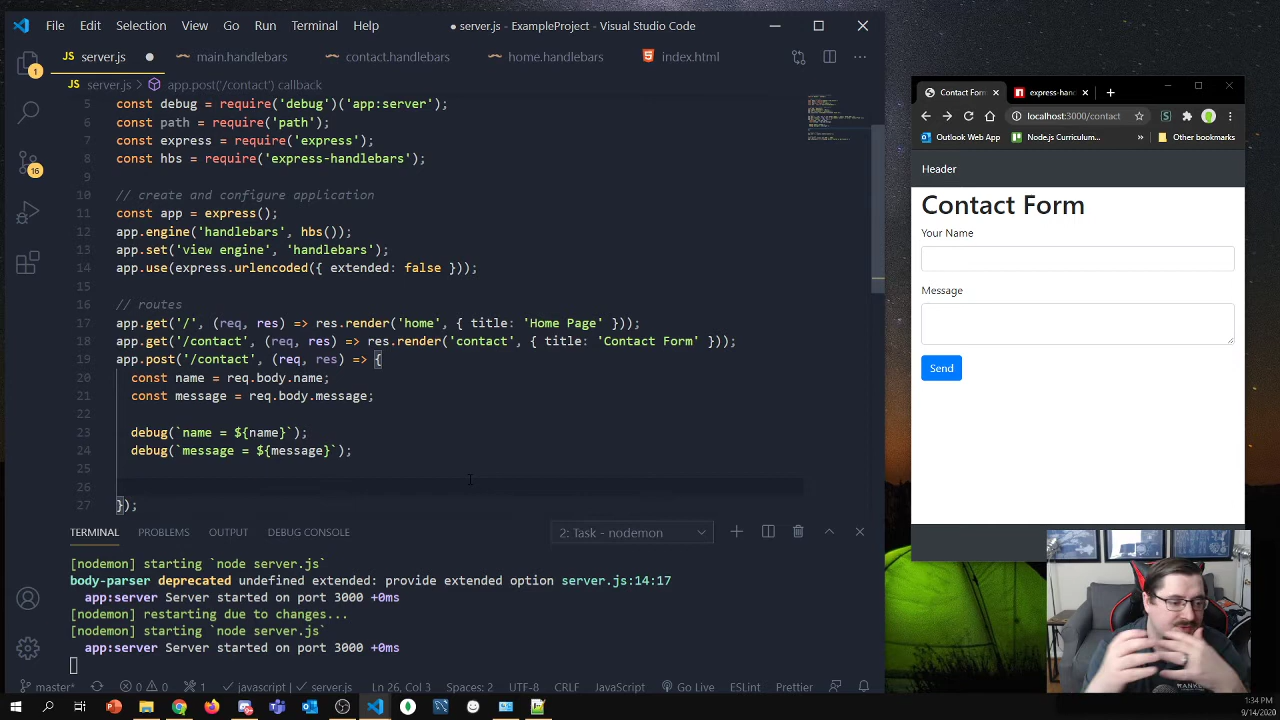 File Edit Selection View Go Run Terminal Help ● server.js - ExampleProject - Visual Studio Code
JS server.js ● main.handlebars contact.handlebars home.handlebars index.html
JS server.js > app.post('/contact') callback
5 const debug = require('debug')('app:server');
6 const path = require('path');
7 const express = require('express');
8 const hbs = require('express-handlebars');
9
10 // create and configure application
11 const app = express();
12 app.engine('handlebars', hbs());
13 app.set('view engine', 'handlebars');
14 app.use(express.urlencoded({ extended: false }));
15
16 // routes
17 app.get('/', (req, res) => res.render('home', { title: 'Home Page' }));
18 app.get('/contact', (req, res) => res.render('contact', { title: 'Contact Form' }));
19 app.post('/contact', (req, res) => {
20 const name = req.body.name;
21 const message = req.body.message;
22
23 debug(`name = ${name}`);
24 debug(`message = ${message}`);
25
26
27 });
1
16
TERMINAL PROBLEMS OUTPUT DEBUG CONSOLE 2: Task - nodemon
[nodemon] starting `node server.js`
body-parser deprecated undefined extended: provide extended option server.js:14:17
app:server Server started on port 3000 +0ms
[nodemon] restarting due to changes...
[nodemon] starting `node server.js`
app:server Server started on port 3000 +0ms
master* 0 0 1 javascript | server.js Ln 26, Col 3 Spaces: 2 UTF-8 CRLF JavaScript Go Live ESLint Prettier
Contact Form express-hand
localhost:3000/contact
Outlook Web App Node.js Curriculum... » Other bookmarks
Header
Contact Form
Your Name
Message
Send
1:34 PM
9/14/2020